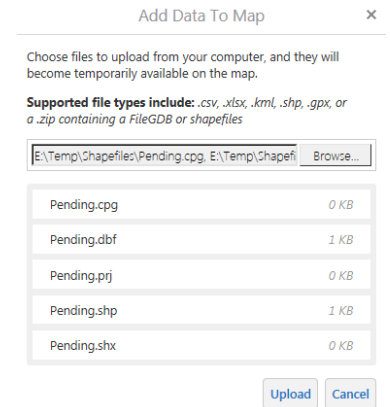 Add Data To Map ×
Choose files to upload from your computer, and they will
become temporarily available on the map.
Supported file types include: .csv, .xlsx, .kml, .shp, .gpx, or
a .zip containing a FileGDB or shapefiles
E:\Temp\Shapefiles\Pending.cpg, E:\Temp\Shapefi Browse...
Pending.cpg 0 KB
Pending.dbf 1 KB
Pending.prj 0 KB
Pending.shp 1 KB
Pending.shx 0 KB
Upload Cancel